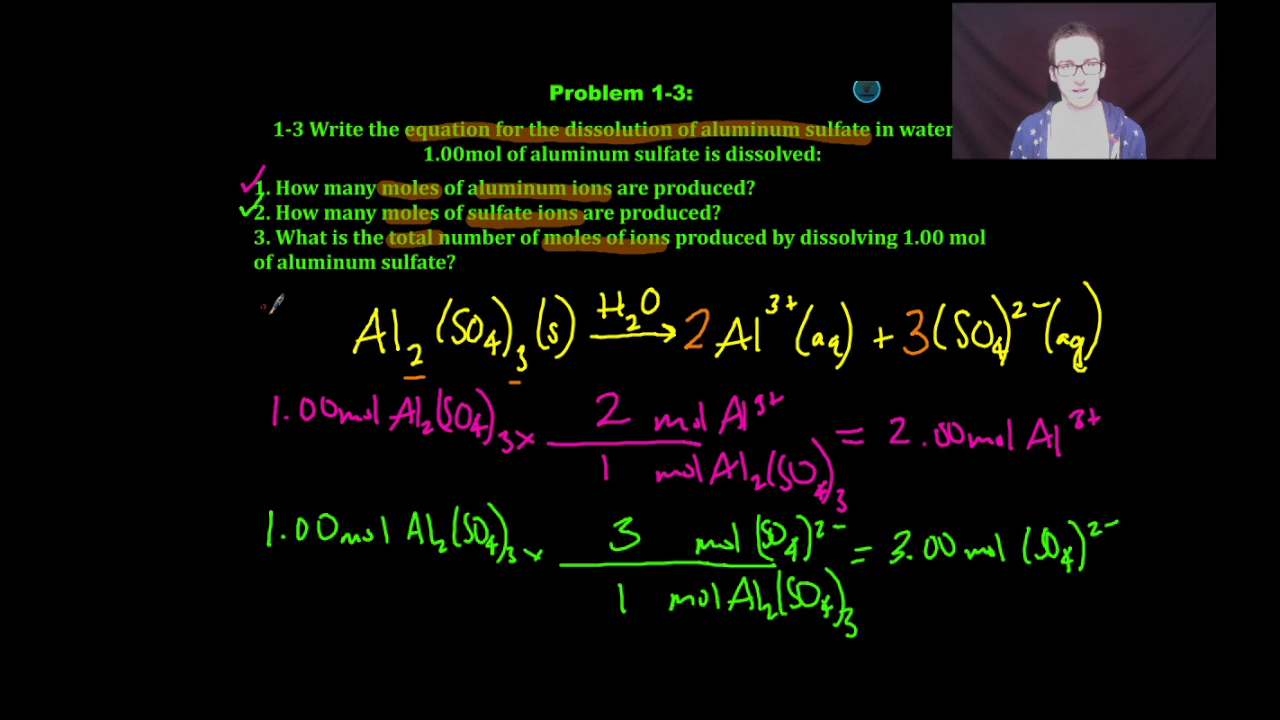 Problem 1-3:
1-3 Write the equation for the dissolution of aluminum sulfate in water
1.00mol of aluminum sulfate is dissolved:
1. How many moles of aluminum ions are produced?
2. How many moles of sulfate ions are produced?
3. What is the total number of moles of ions produced by dissolving 1.00 mol
of aluminum sulfate?
Al₂(SO₄)₃(s) H₂O → 2Al³⁺(aq) + 3(SO₄)²⁻(aq)
1.00mol Al₂(SO₄)₃ × 2 mol Al³⁺ / 1 mol Al₂(SO₄)₃ = 2.00mol Al³⁺
1.00mol Al₂(SO₄)₃ × 3 mol (SO₄)²⁻ / 1 mol Al₂(SO₄)₃ = 3.00 mol (SO₄)²⁻